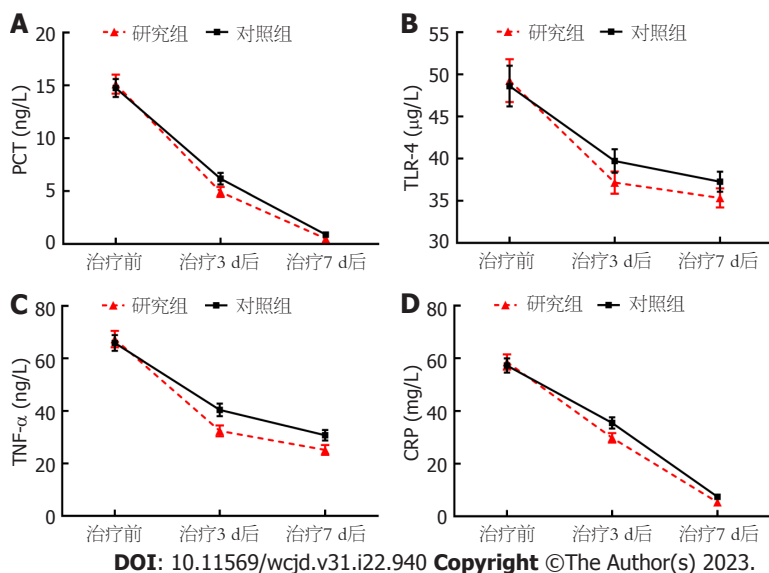 A
研究组 对照组
PCT (ng/L)
20
15
10
5
0
治疗前 治疗3 d后 治疗7 d后
B
研究组 对照组
TLR-4 (μg/L)
55
50
45
40
35
30
治疗前 治疗3 d后 治疗7 d后
C
研究组 对照组
TNF-α (ng/L)
80
60
40
20
0
治疗前 治疗3 d后 治疗7 d后
D
研究组 对照组
CRP (mg/L)
80
60
40
20
0
治疗前 治疗3 d后 治疗7 d后
DOI: 10.11569/wcjd.v31.i22.940 Copyright ©The Author(s) 2023.